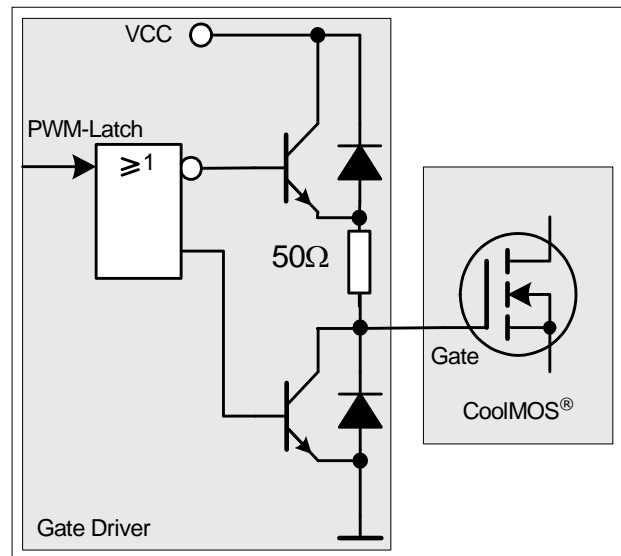 VCC
PWM-Latch
≥1
50Ω
Gate
CoolMOS®
Gate Driver